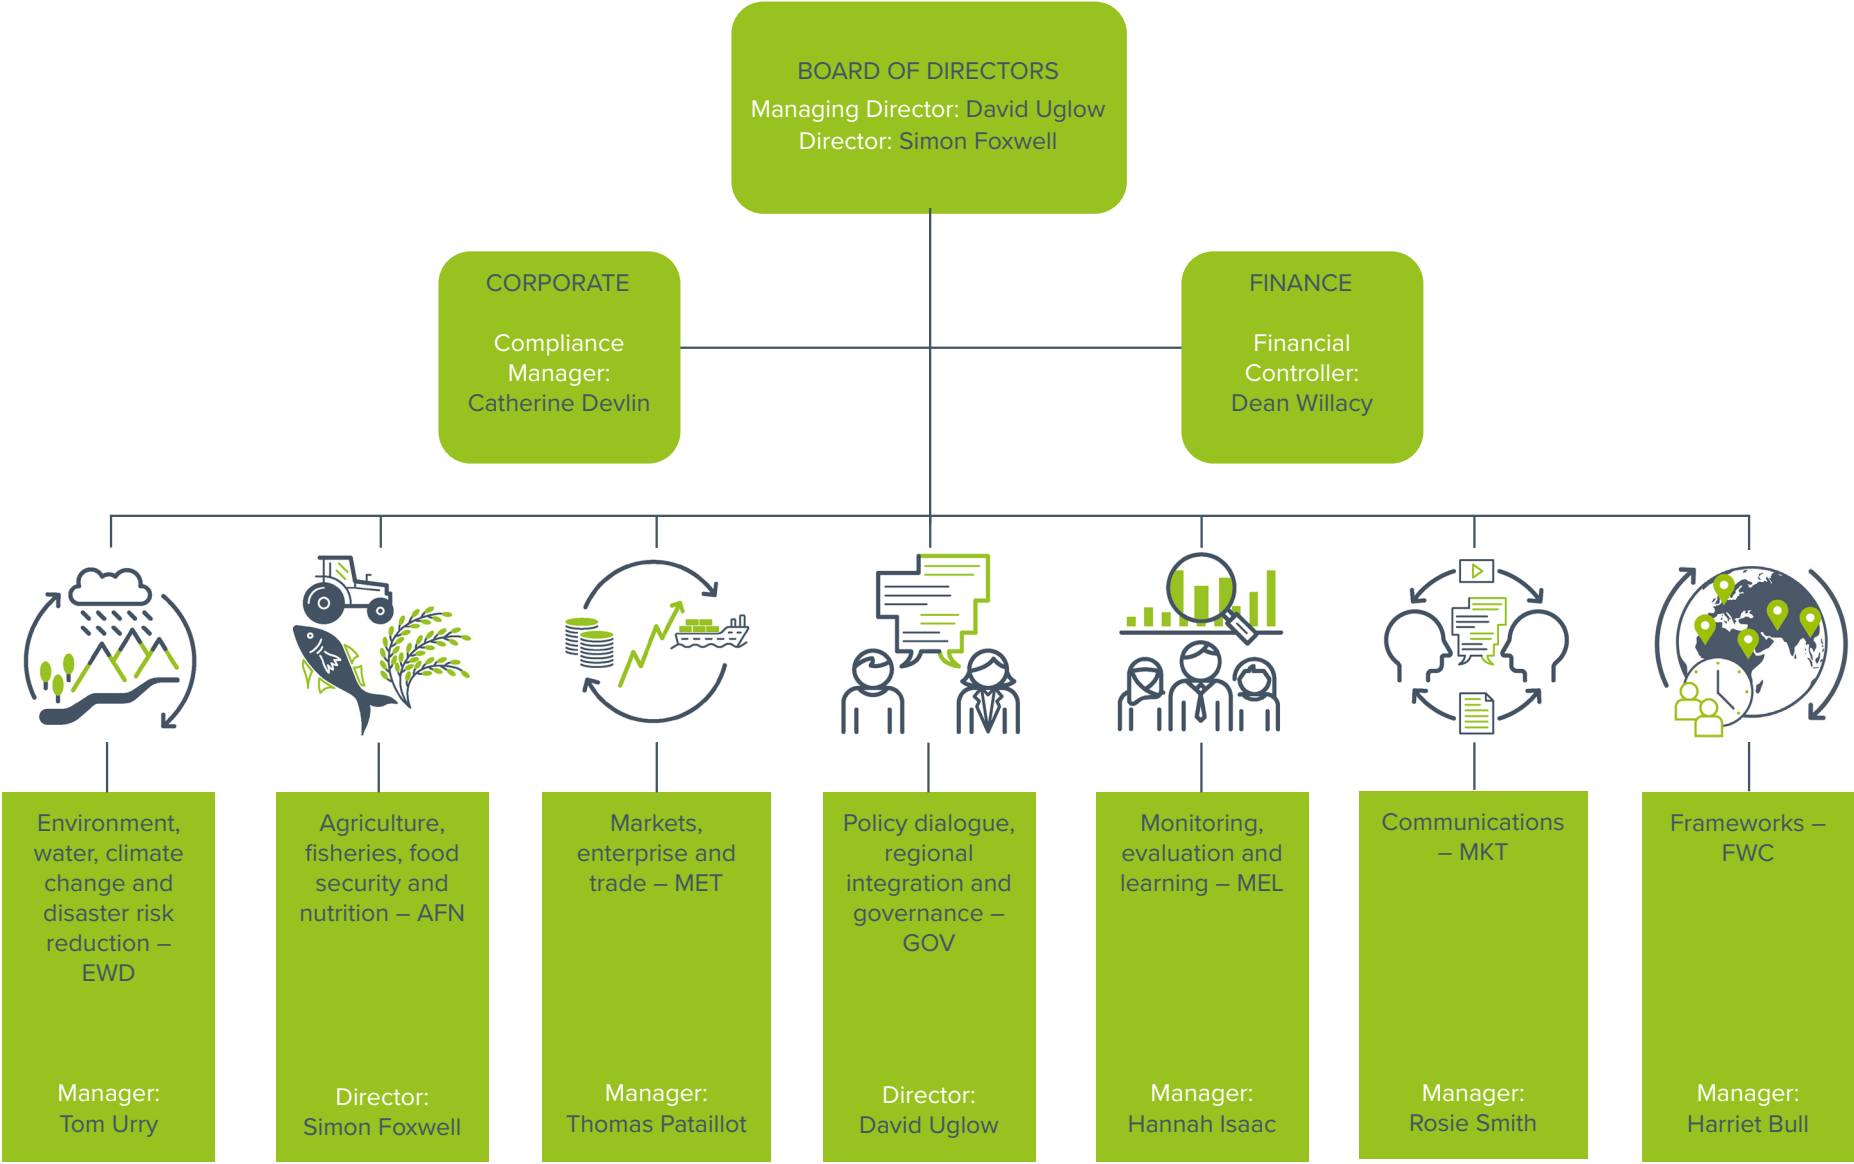 BOARD OF DIRECTORS
Managing Director: David Uglow
Director: Simon Foxwell
CORPORATE
Compliance
Manager:
Catherine Devlin
FINANCE
Financial
Controller:
Dean Willacy
Environment,
water, climate
change and
disaster risk
reduction –
EWD
Manager:
Tom Urry
Agriculture,
fisheries, food
security and
nutrition – AFN
Director:
Simon Foxwell
Markets,
enterprise and
trade – MET
Manager:
Thomas Pataillot
Policy dialogue,
regional
integration and
governance –
GOV
Director:
David Uglow
Monitoring,
evaluation and
learning – MEL
Manager:
Hannah Isaac
Communications
– MKT
Manager:
Rosie Smith
Frameworks –
FWC
Manager:
Harriet Bull